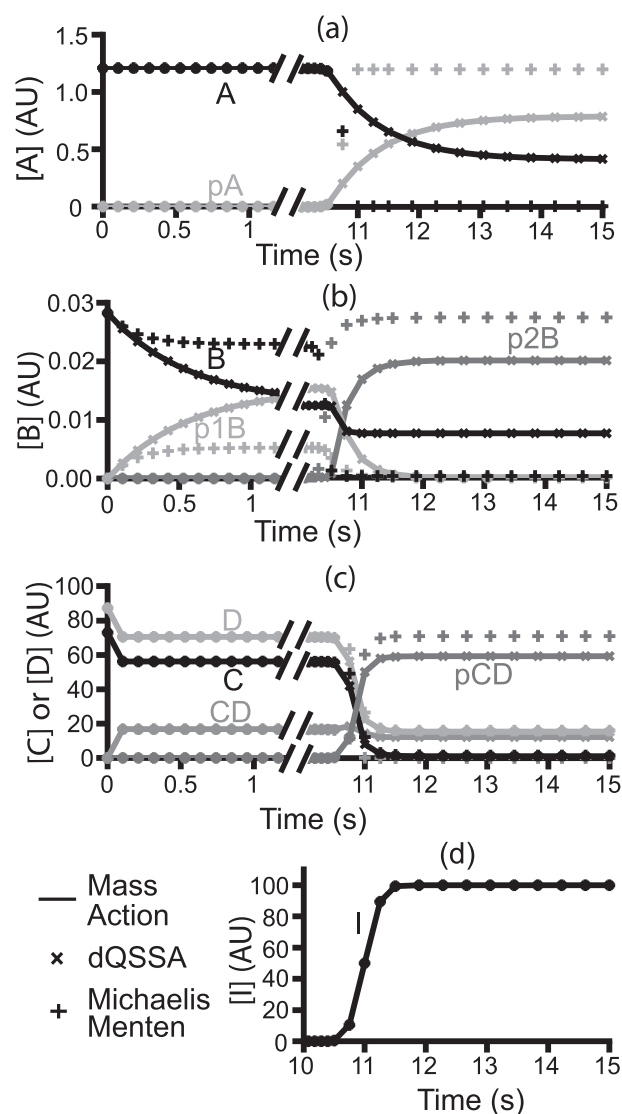 (a)
[A] (AU)
1.5
1.0
0.5
0
A
pA
0 0.5 1 11 12 13 14 15
Time (s)
(b)
[B] (AU)
0.03
0.02
0.01
0.00
B
p1B
p2B
0 0.5 1 11 12 13 14 15
Time (s)
(c)
[C] or [D] (AU)
100
80
60
40
20
0
D
C
CD
pCD
0 0.5 1 11 12 13 14 15
Time (s)
(d)
[I] (AU)
100
80
60
40
20
0
I
10 11 12 13 14 15
Time (s)
Mass
Action
dQSSA
Michaelis
Menten